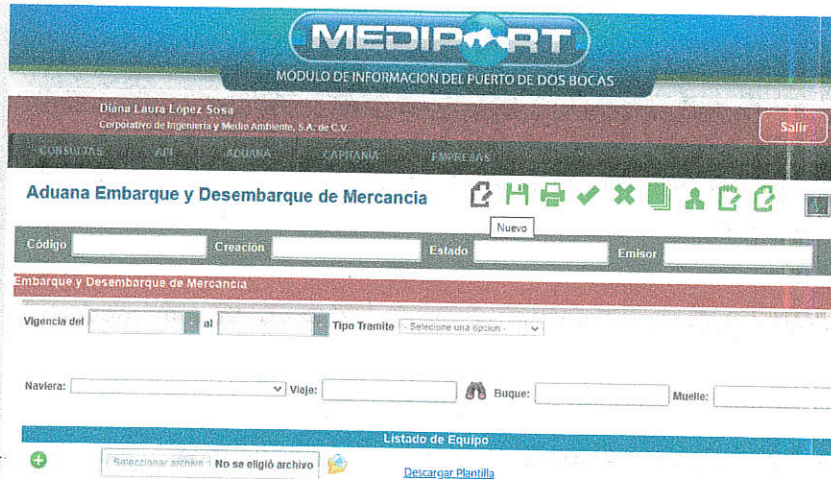 MEDIPORT
MÓDULO DE INFORMACIÓN DEL PUERTO DE DOS BOCAS
Diana Laura López Sosa
Corporativo de Ingeniería y Medio Ambiente, S.A. de C.V.
Salir
CONSULTAS API ADUANA CAPITANIA EMPRESAS
Aduana Embarque y Desembarque de Mercancia
Nuevo
Código Creación Estado Emisor
Embarque y Desembarque de Mercancia
Vigencia del al Tipo Tramite - Selecione una opcion -
Naviera: Viaje: Buque: Muelle:
Listado de Equipo
Seleccionar archivo No se eligió archivo Descargar Plantilla